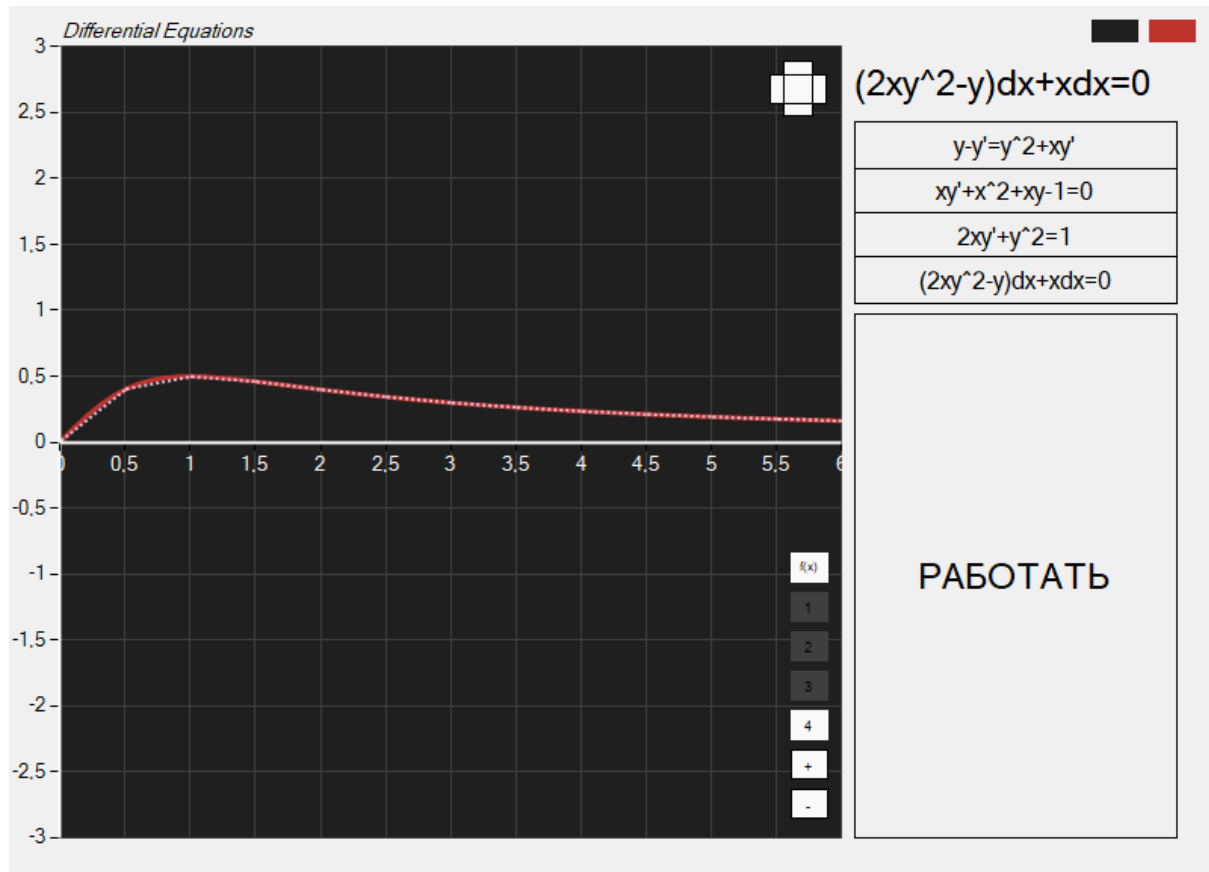 Differential Equations
(2xy^2-y)dx+xdx=0
y-y'=y^2+xy'
xy'+x^2+xy-1=0
2xy'+y^2=1
(2xy^2-y)dx+xdx=0
РАБОТАТЬ
3
2,5
2
1,5
1
0,5
0
-0,5
-1
-1,5
-2
-2,5
-3
0 0,5 1 1,5 2 2,5 3 3,5 4 4,5 5 5,5 6
f(x)
1
2
3
4
+
-